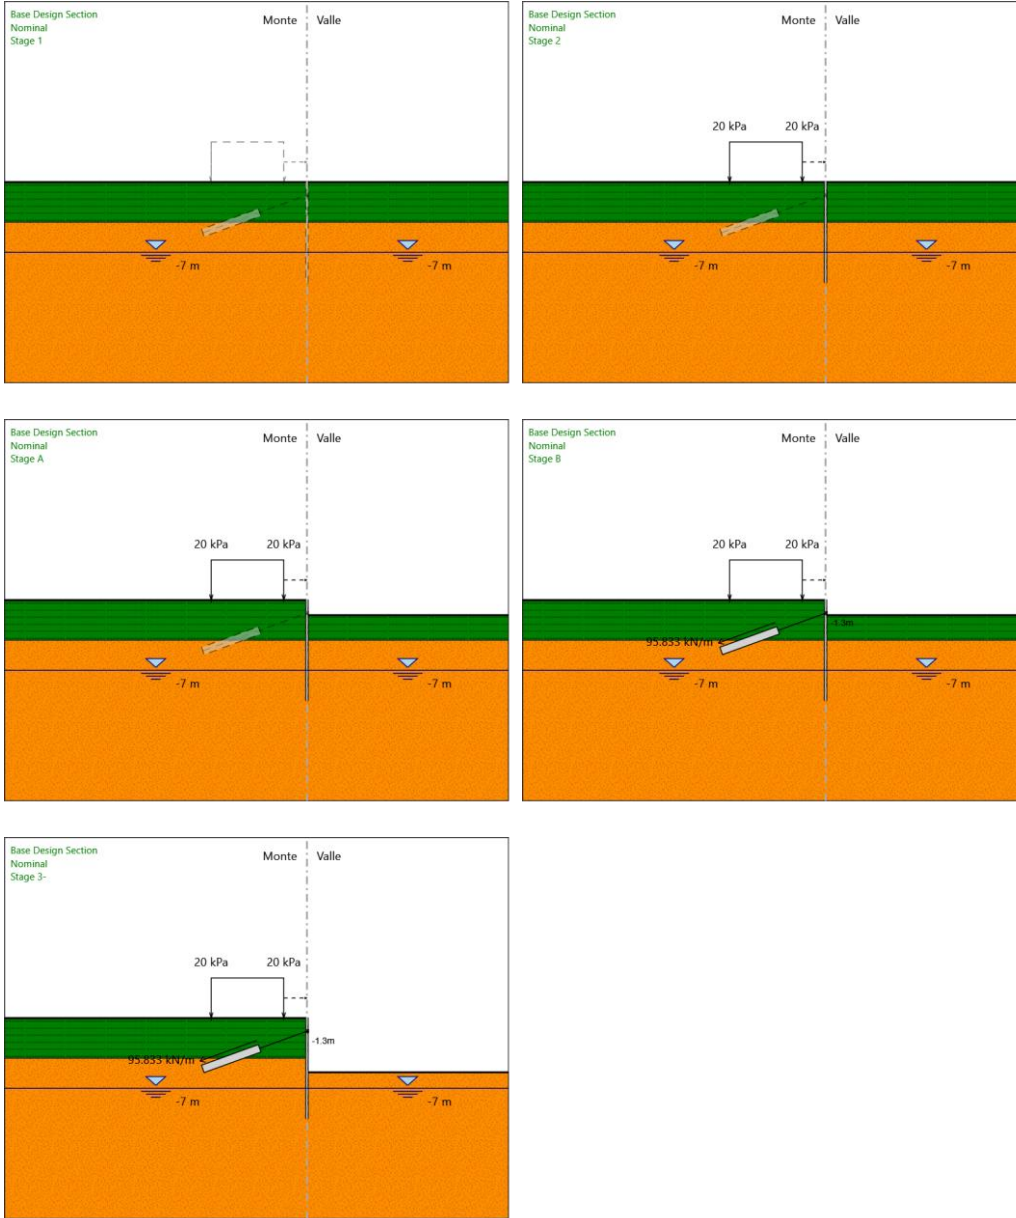 Base Design Section
Nominal
Stage 1
Monte Valle
-7 m -7 m
Base Design Section
Nominal
Stage 2
Monte Valle
20 kPa 20 kPa
-7 m -7 m
Base Design Section
Nominal
Stage A
Monte Valle
20 kPa 20 kPa
-7 m -7 m
Base Design Section
Nominal
Stage B
Monte Valle
20 kPa 20 kPa
-1.3m
95.833 kN/m
-7 m -7 m
Base Design Section
Nominal
Stage 3-
Monte Valle
20 kPa 20 kPa
-1.3m
95.833 kN/m
-7 m -7 m